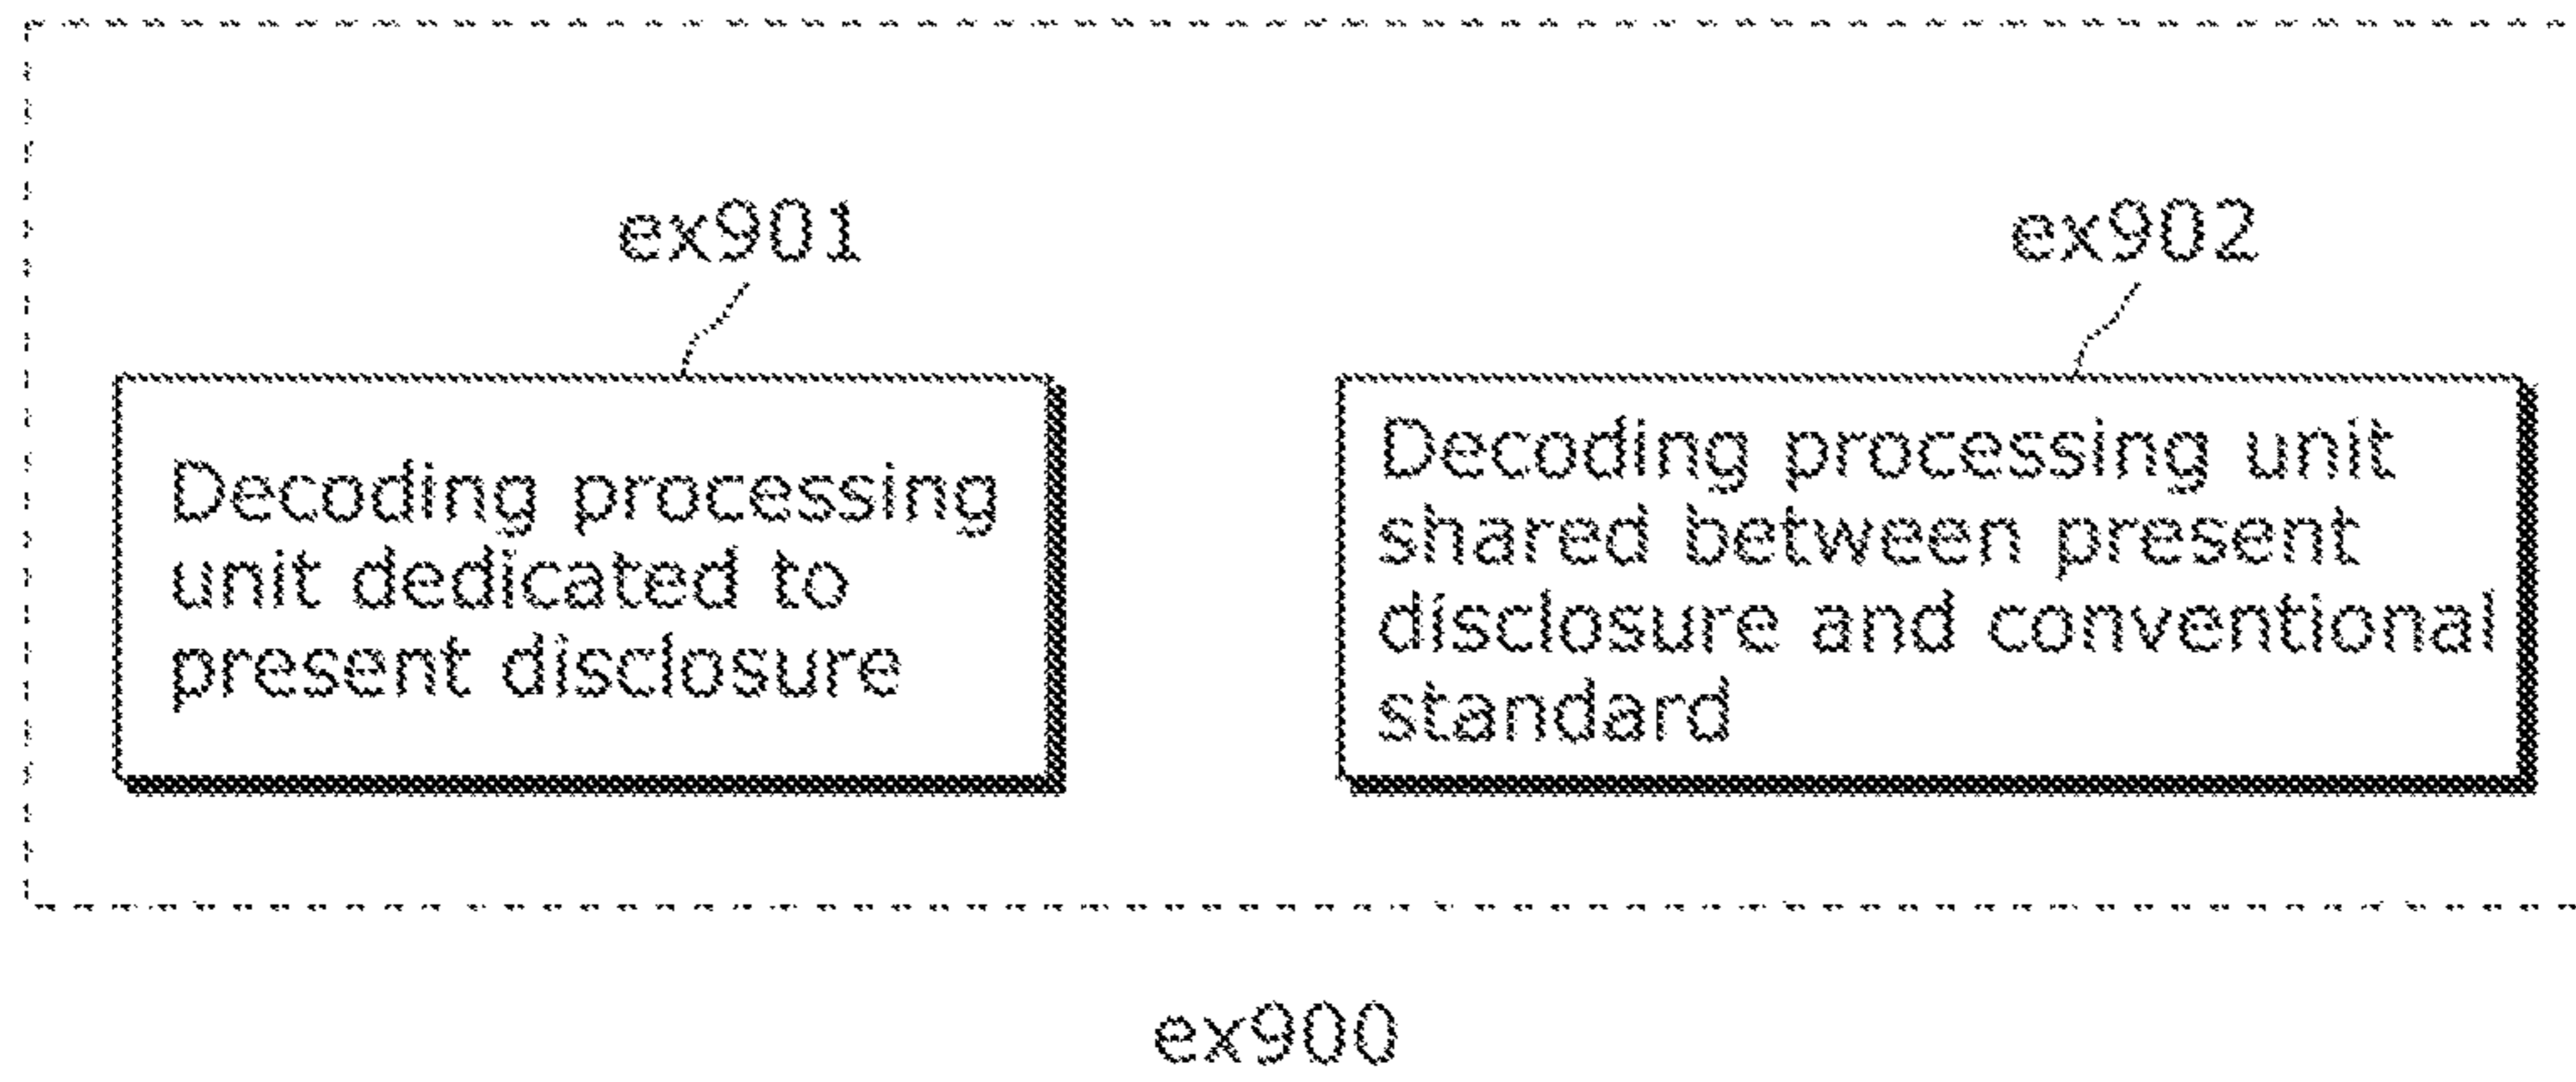 ex901
ex902
Decoding processing
unit dedicated to
present disclosure
Decoding processing unit
shared between present
disclosure and conventional
standard
ex900